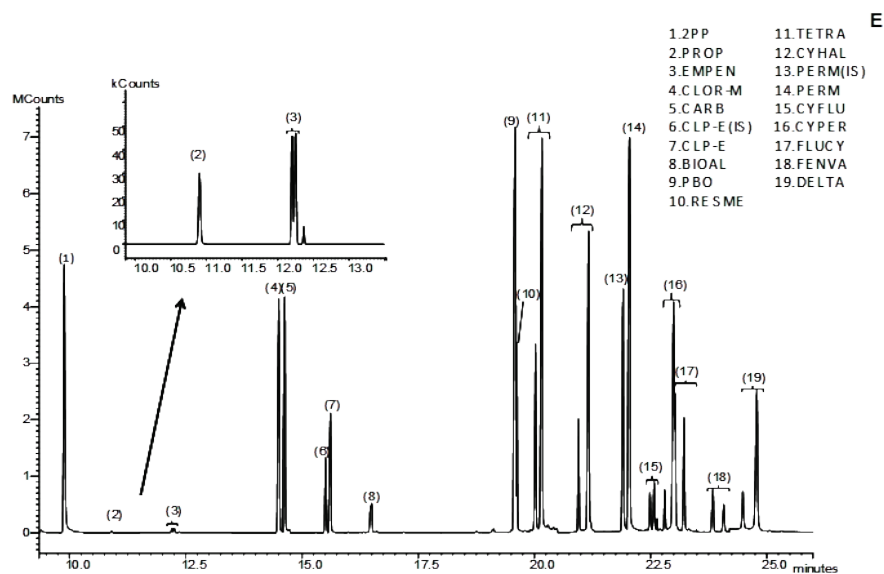 E
1.2PP 11.TETRA
2.PROP 12.CYHAL
3.EMPEN 13.PERM(IS)
4.CLOR-M 14.PERM
5.CARB 15.CYFLU
6.CLP-E(IS) 16.CYPER
7.CLP-E 17.FLUCY
8.BIOAL 18.FENVA
9.PBO 19.DELTA
10.RESME
kCounts
50
40
30
20
10
0
(2)
(3)
10.0 10.5 11.0 11.5 12.0 12.5 13.0
MCounts
7
6
5
4
3
2
1
0
(1)
(2)
(3)
(4)
(5)
(6)
(7)
(8)
(9)
(10)
(11)
(12)
(13)
(14)
(15)
(16)
(17)
(18)
(19)
10.0 12.5 15.0 17.5 20.0 22.5 25.0
minutes